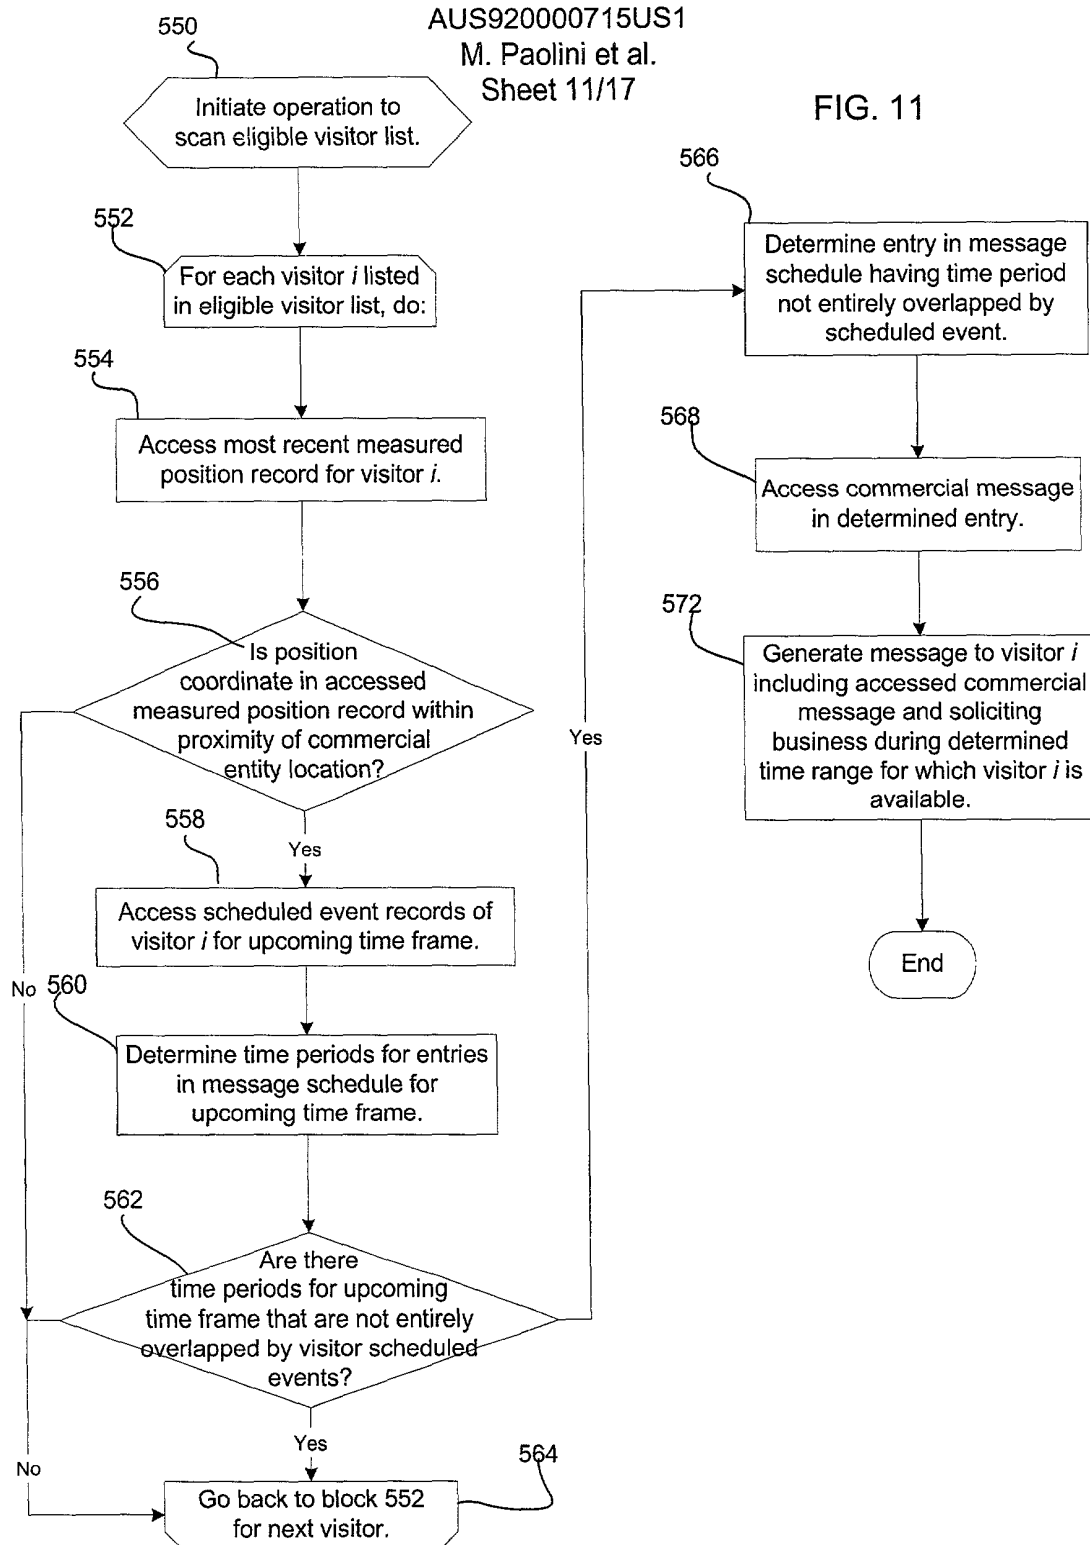 AUS920000715US1
M. Paolini et al.
Sheet 11/17
FIG. 11
550
Initiate operation to
scan eligible visitor list.
552
For each visitor i listed
in eligible visitor list, do:
554
Access most recent measured
position record for visitor i.
556
Is position
coordinate in accessed
measured position record within
proximity of commercial
entity location?
Yes
558
Access scheduled event records of
visitor i for upcoming time frame.
No
560
Determine time periods for entries
in message schedule for
upcoming time frame.
562
Are there
time periods for upcoming
time frame that are not entirely
overlapped by visitor scheduled
events?
Yes
No
564
Go back to block 552
for next visitor.
Yes
566
Determine entry in message
schedule having time period
not entirely overlapped by
scheduled event.
568
Access commercial message
in determined entry.
572
Generate message to visitor i
including accessed commercial
message and soliciting
business during determined
time range for which visitor i is
available.
End